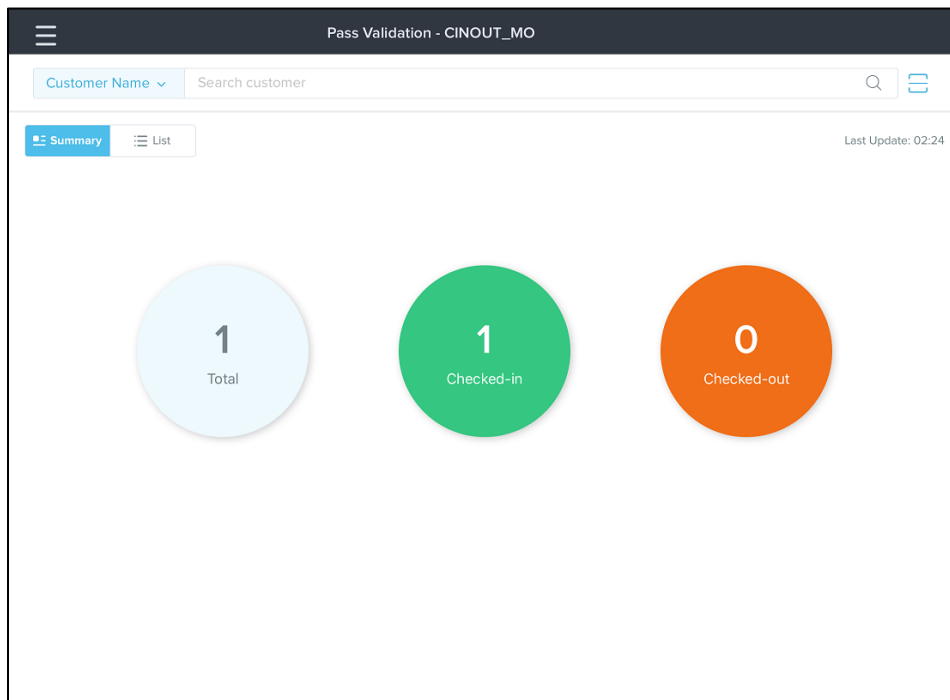 Pass Validation - CINOUT_MO
Customer Name Search customer
Summary List Last Update: 02:24
1 1 0
Total Checked-in Checked-out